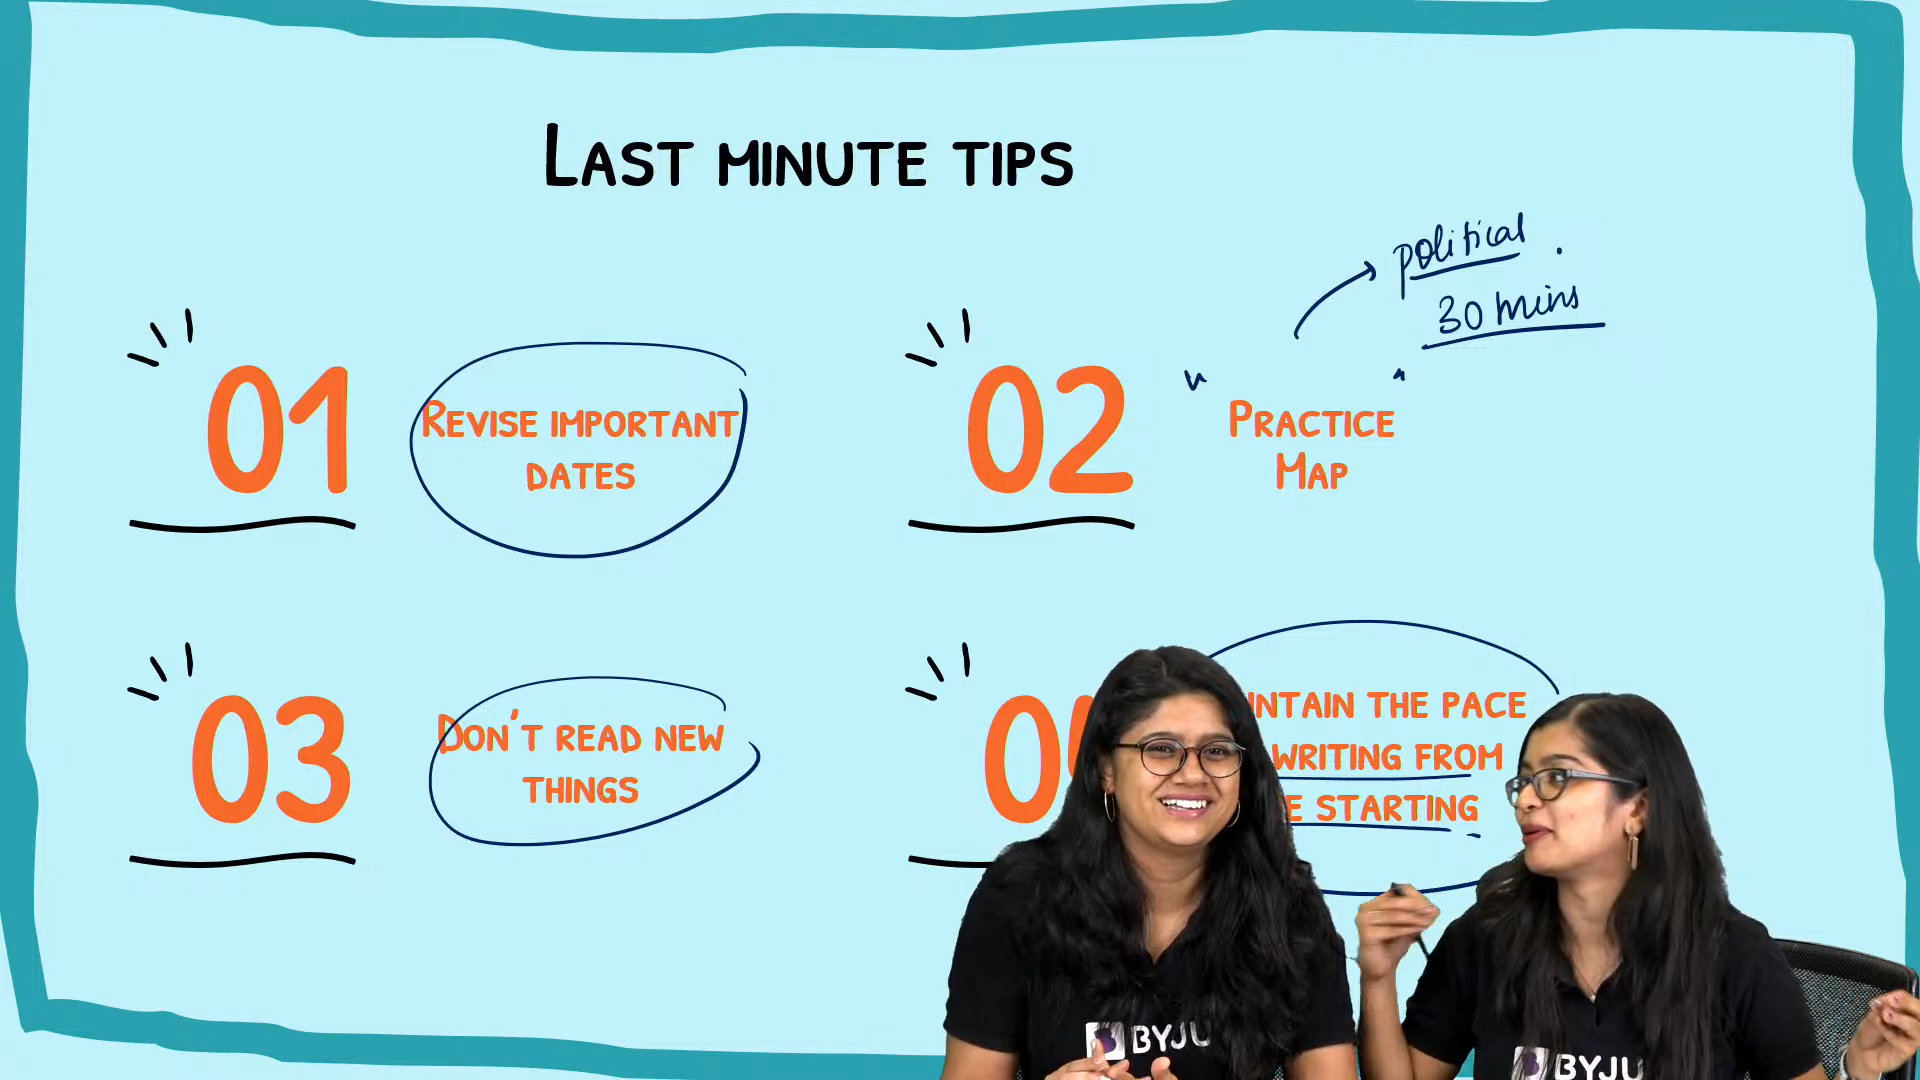 LAST MINUTE TIPS
political.
30 mins
01
REVISE IMPORTANT
DATES
02
"PRACTICE"
MAP
03
DON'T READ NEW
THINGS
THE PACE
WRITING FROM
STARTING
BYJU
BYJU